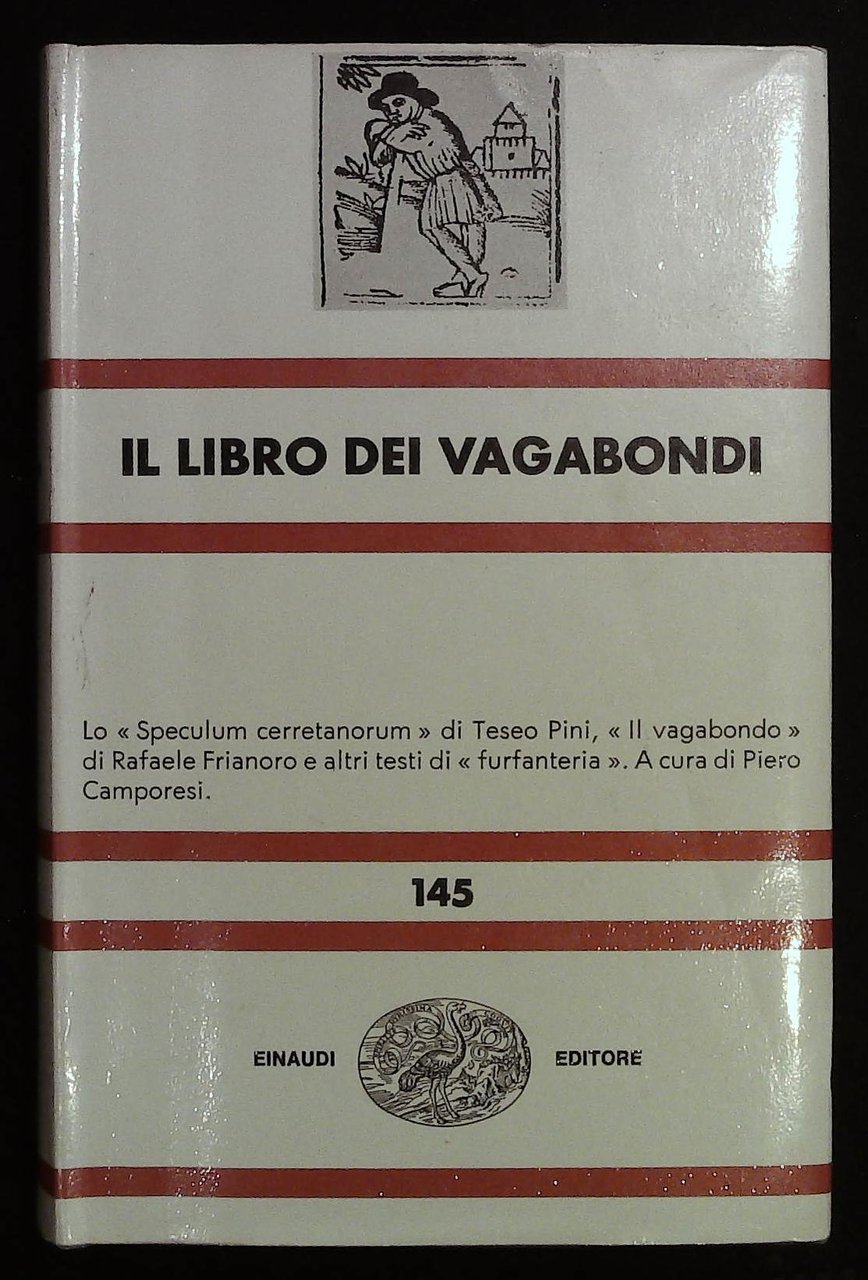 IL LIBRO DEI VAGABONDI
Lo « Speculum cerretanorum » di Teseo Pini, « Il vagabondo »
di Rafaele Frianoro e altri testi di « furfanteria ». A cura di Piero
Camporesi.
145
EINAUDI EDITORE